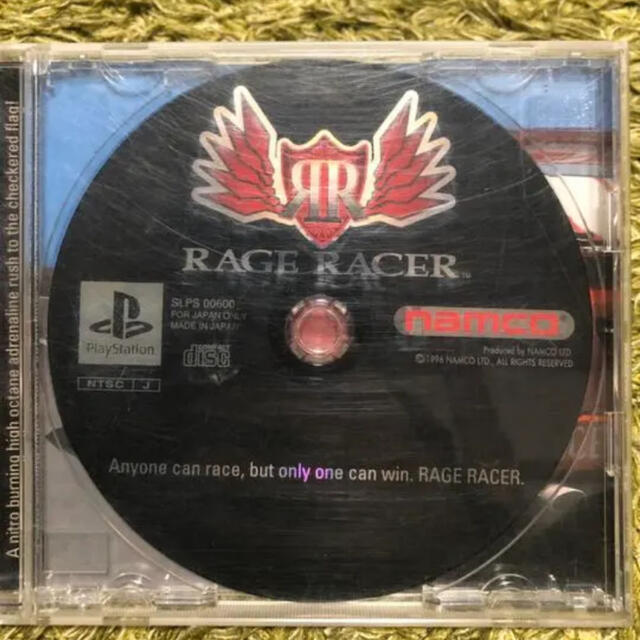 A nitro burning high octane adrenaline rush to the checkered flag!
RR
RAGE RACER™
SLPS 00600
FOR JAPAN ONLY
MADE IN JAPAN
PlayStation
COMPACT
disc
NTSC J
namco
Produced by NAMCO LTD
©1996 NAMCO LTD., ALL RIGHTS RESERVED
Anyone can race, but only one can win. RAGE RACER.